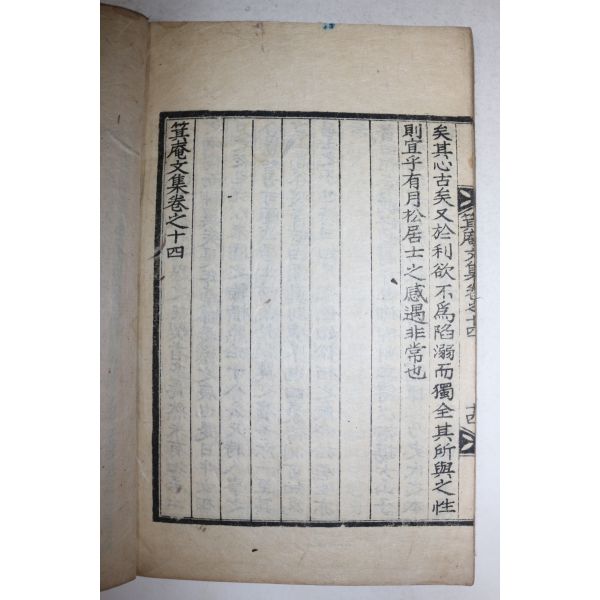 箕庵文集卷之十四
十四
矣其心古矣又於利欲不爲陷溺而獨全其所與之性
則宜乎有月松居士之感遇非常也
箕庵文集卷之十四